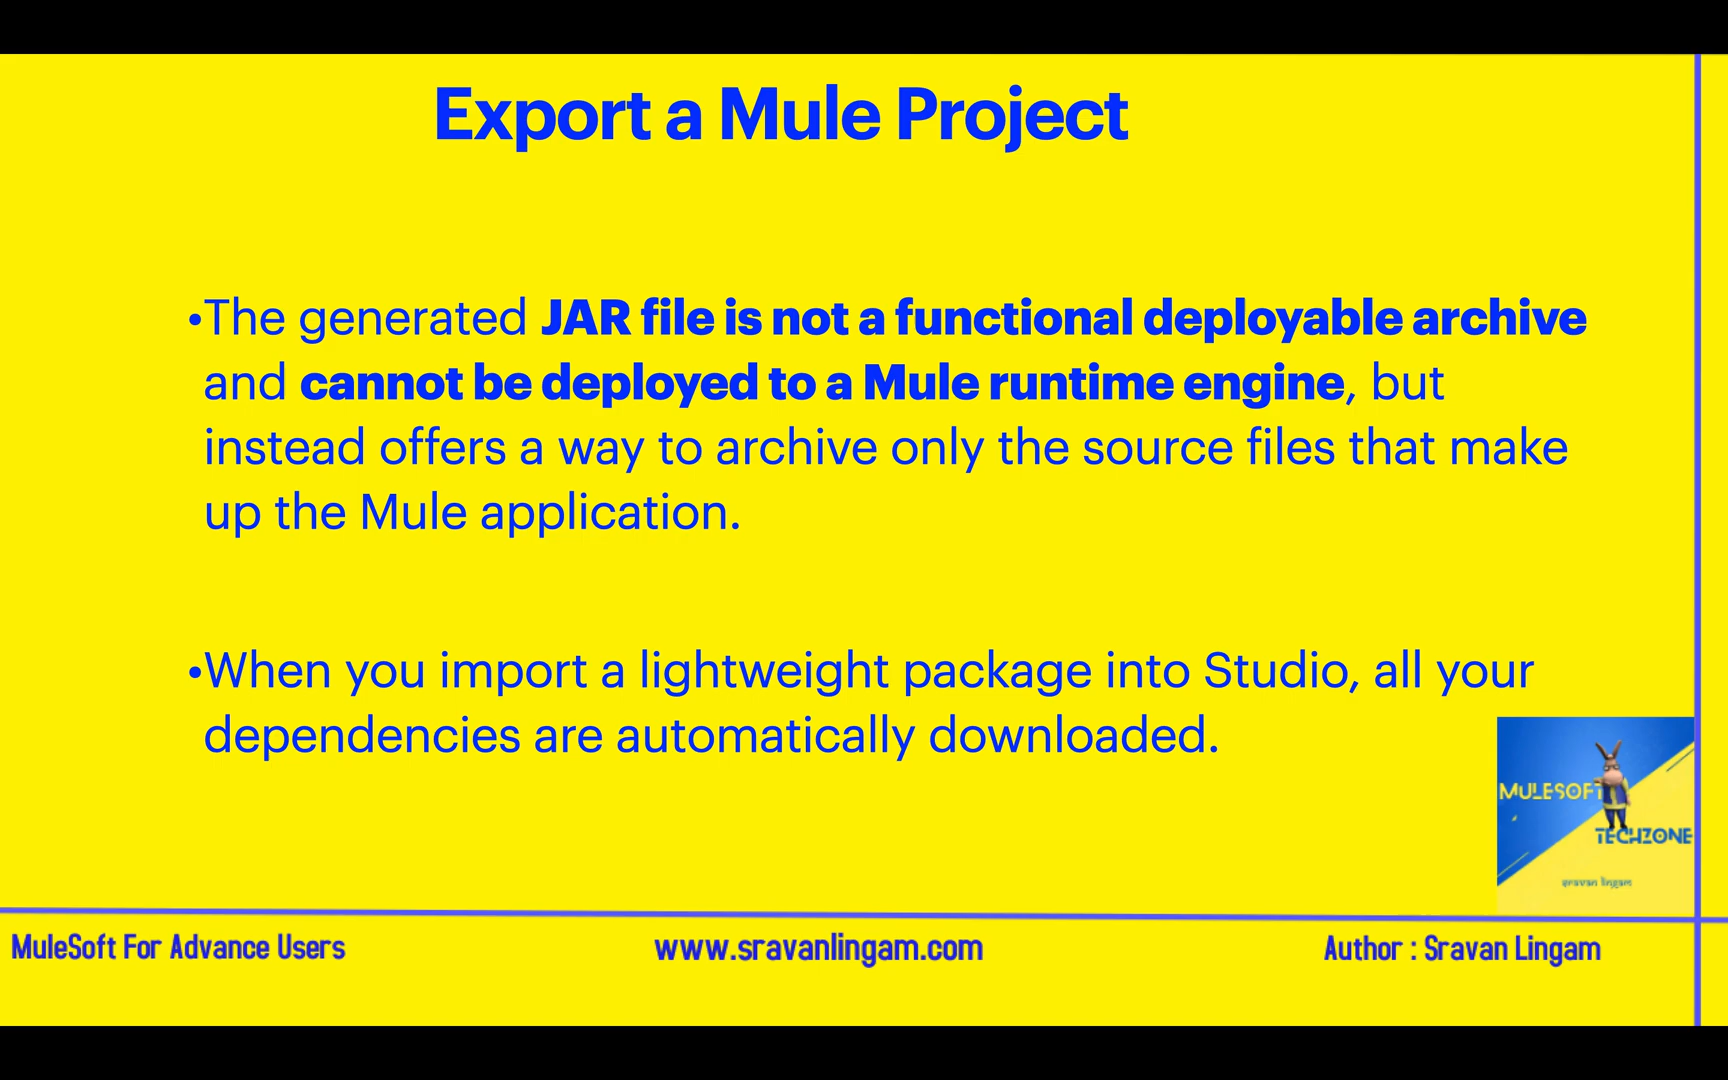 Export a Mule Project
•The generated JAR file is not a functional deployable archive
and cannot be deployed to a Mule runtime engine, but
instead offers a way to archive only the source files that make
up the Mule application.
•When you import a lightweight package into Studio, all your
dependencies are automatically downloaded.
MULESOFT
TECHZONE
sravan lingam
MuleSoft For Advance Users
www.sravanlingam.com
Author : Sravan Lingam